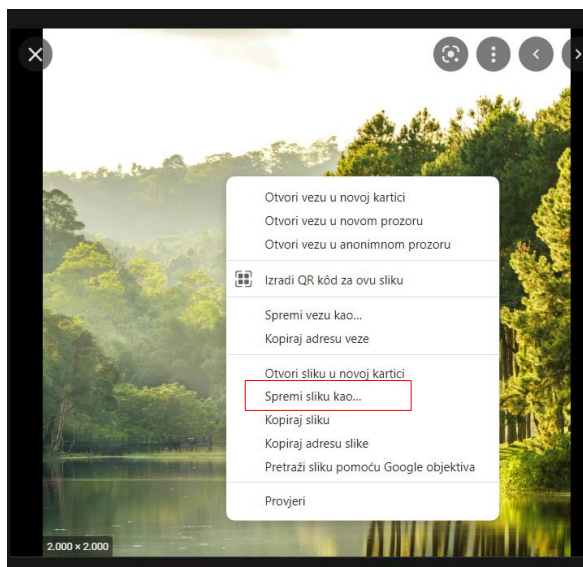 Otvori vezu u novoj kartici
Otvori vezu u novom prozoru
Otvori vezu u anonimnom prozoru
Izradi QR kôd za ovu sliku
Spremi vezu kao...
Kopiraj adresu veze
Otvori sliku u novoj kartici
Spremi sliku kao...
Kopiraj sliku
Kopiraj adresu slike
Pretraži sliku pomoću Google objektiva
Provjeri
2.000 × 2.000